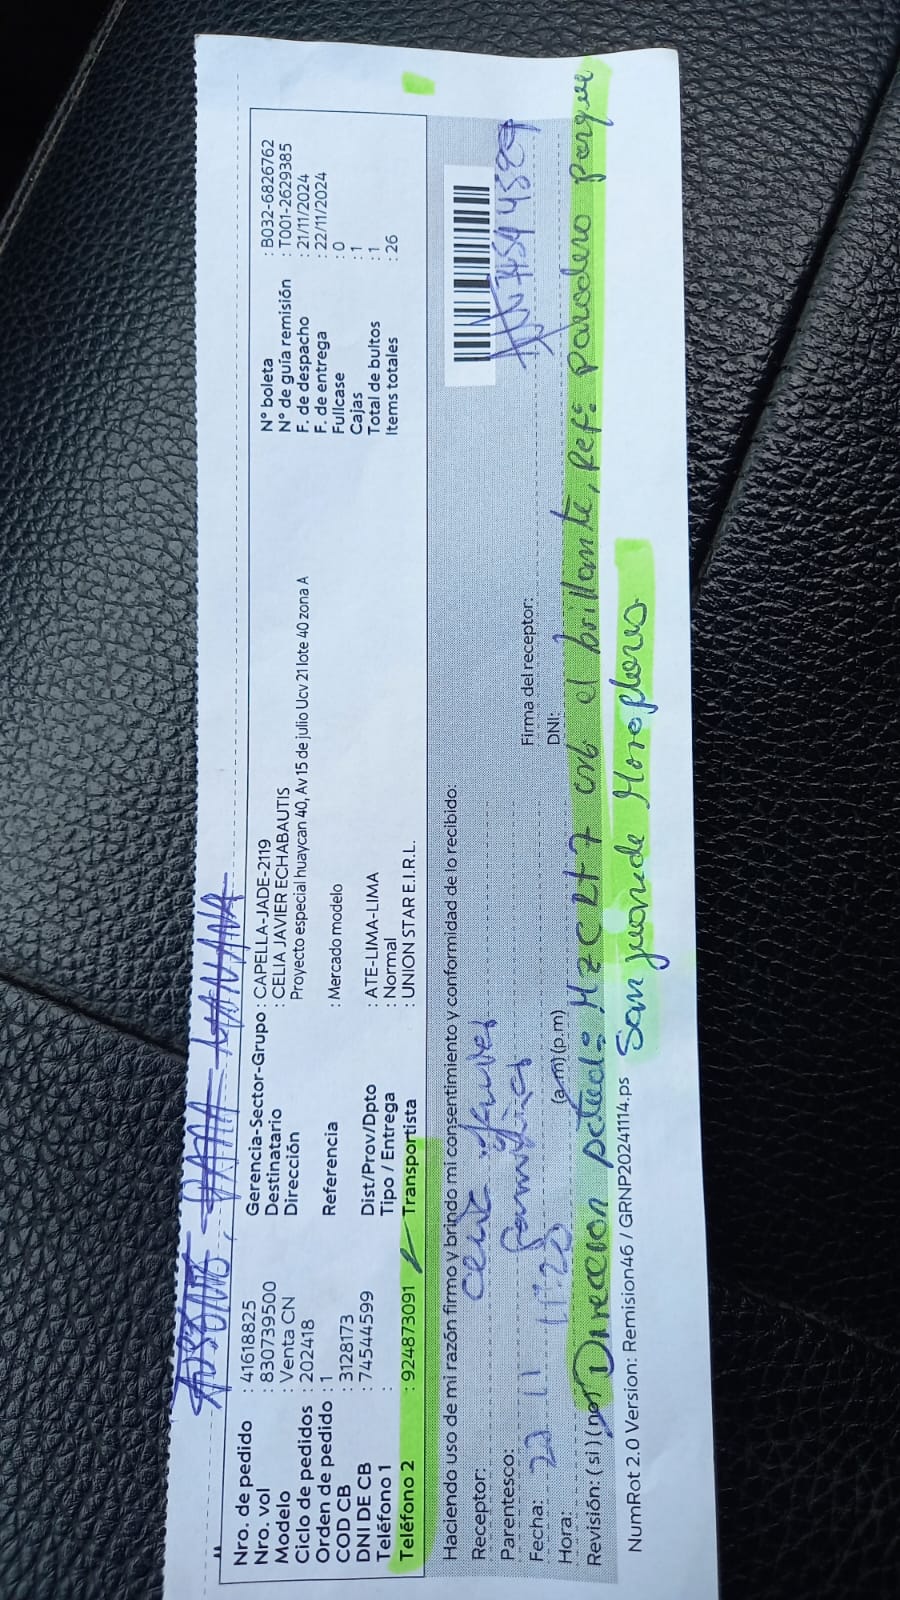 Nro. de pedido : 41618825
Nro. vol : 830739500
Modelo : Venta CN
Ciclo de pedidos : 202418
Orden de pedido : 1
COD CB : 3128173
DNI DE CB : 74544599
Teléfono 1 :
Teléfono 2 : 924873091
Gerencia-Sector-Grupo : CAPELLA-JADE-2119
Destinatario : CELIA JAVIER ECHABAUTIS
Dirección Proyecto especial huaycan 40, Av 15 de julio Ucv 21 lote 40 zona A
Referencia : Mercado modelo
Dist/Prov/Dpto : ATE-LIMA-LIMA
Tipo / Entrega : Normal
Transportista : UNION STAR E.I.R.L.
N° boleta : B032-6826762
N° de guía remisión : T001-2629385
F. de despacho : 21/11/2024
F. de entrega : 22/11/2024
Fullcase : 0
Cajas : 1
Total de bultos : 1
Items totales : 26
Haciendo uso de mi razón firmo y brindo mi consentimiento y conformidad de lo recibido:
Receptor:
Parentesco:
Fecha: 22 11
Firma del receptor:
Hora: (a.m) (p.m)
DNI:
Revisión: ( si ) ( no Direccion actual: Mz C Lt 7 urb el brillante, Ref: paradero parque
San Juan de Miraflores
NumRot 2.0 Version: Remision46 / GRNP20241114.ps